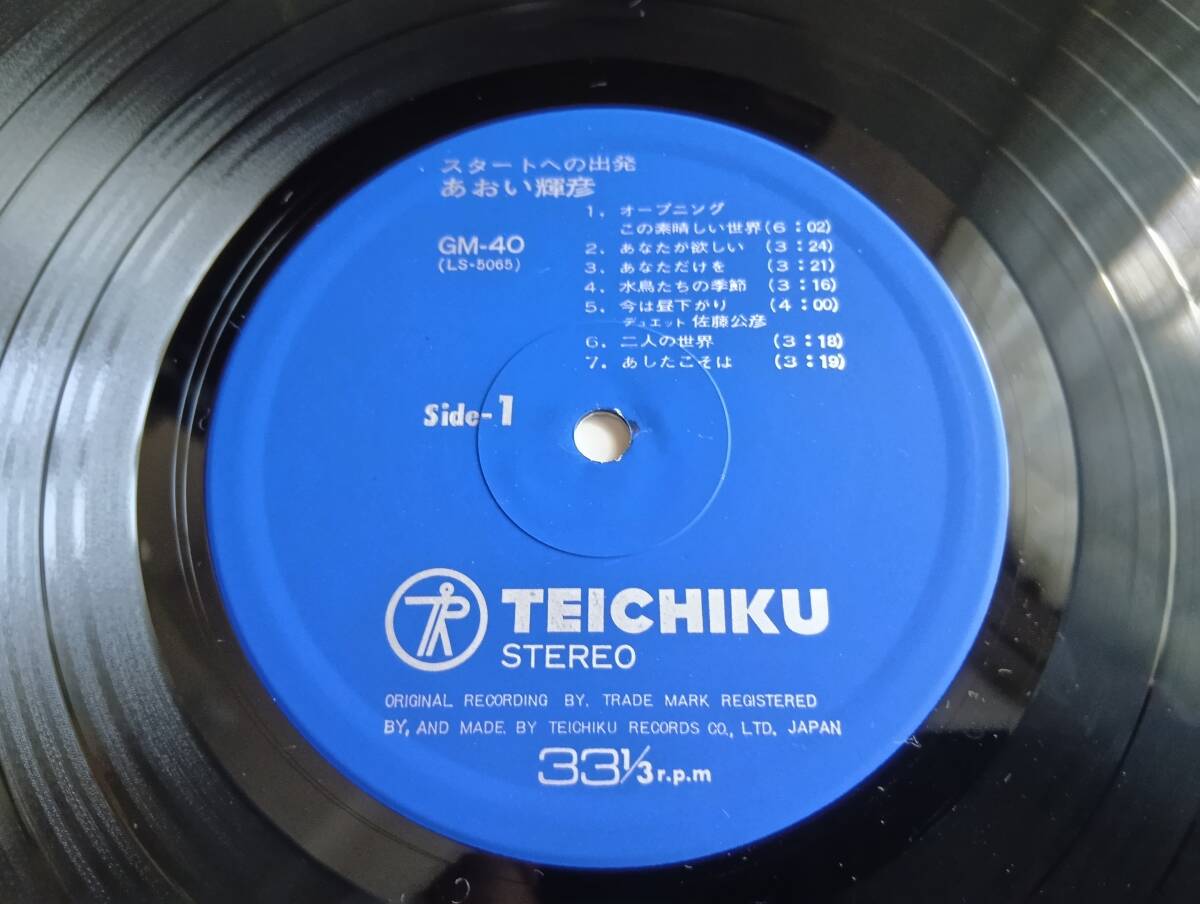 スタートへの出発
あおい輝彦
GM-40
(LS-5065)
1. オープニング
この素晴しい世界(6:02)
2. あなたが欲しい (3:24)
3. あなただけを (3:21)
4. 水鳥たちの季節 (3:16)
5. 今は昼下がり (4:00)
デュエット 佐藤公彦
6. 二人の世界 (3:18)
7. あしたこそは (3:19)
Side-1
TEICHIKU
STEREO
ORIGINAL RECORDING BY. TRADE MARK REGISTERED
BY, AND MADE BY TEICHIKU RECORDS CO., LTD. JAPAN
33⅓ r.p.m